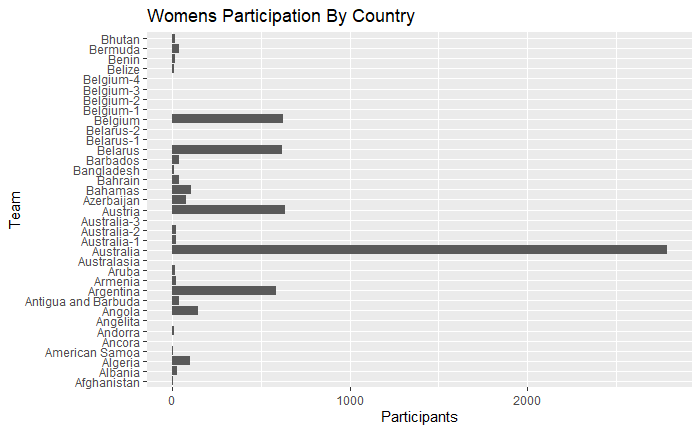 Womens Participation By Country
Team
Bhutan
Bermuda
Benin
Belize
Belgium-4
Belgium-3
Belgium-2
Belgium-1
Belgium
Belarus-2
Belarus-1
Belarus
Barbados
Bangladesh
Bahrain
Bahamas
Azerbaijan
Austria
Australia-3
Australia-2
Australia-1
Australia
Australasia
Aruba
Armenia
Argentina
Antigua and Barbuda
Angola
Angelita
Andorra
Ancora
American Samoa
Algeria
Albania
Afghanistan
0 1000 2000
Participants